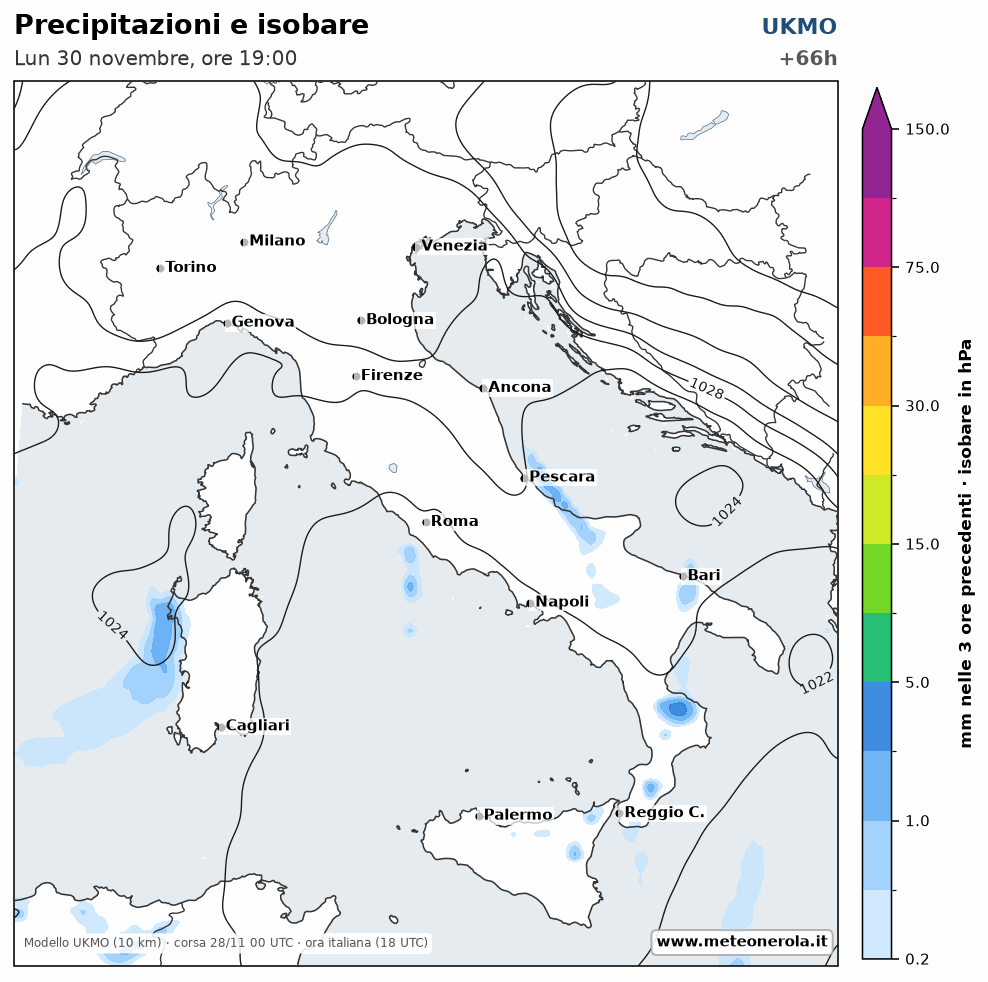 Precipitazioni e isobare
UKMO
Lun 30 novembre, ore 19:00
+66h
150.0
75.0
30.0
15.0
5.0
1.0
0.2
mm nelle 3 ore precedenti · isobare in hPa
Milano
Venezia
Torino
Genova
Bologna
Firenze
Ancona
1028
Pescara
1024
Roma
Bari
Napoli
1024
1022
Cagliari
Palermo
Reggio C.
Modello UKMO (10 km) · corsa 28/11 00 UTC · ora italiana (18 UTC)
www.meteonerola.it